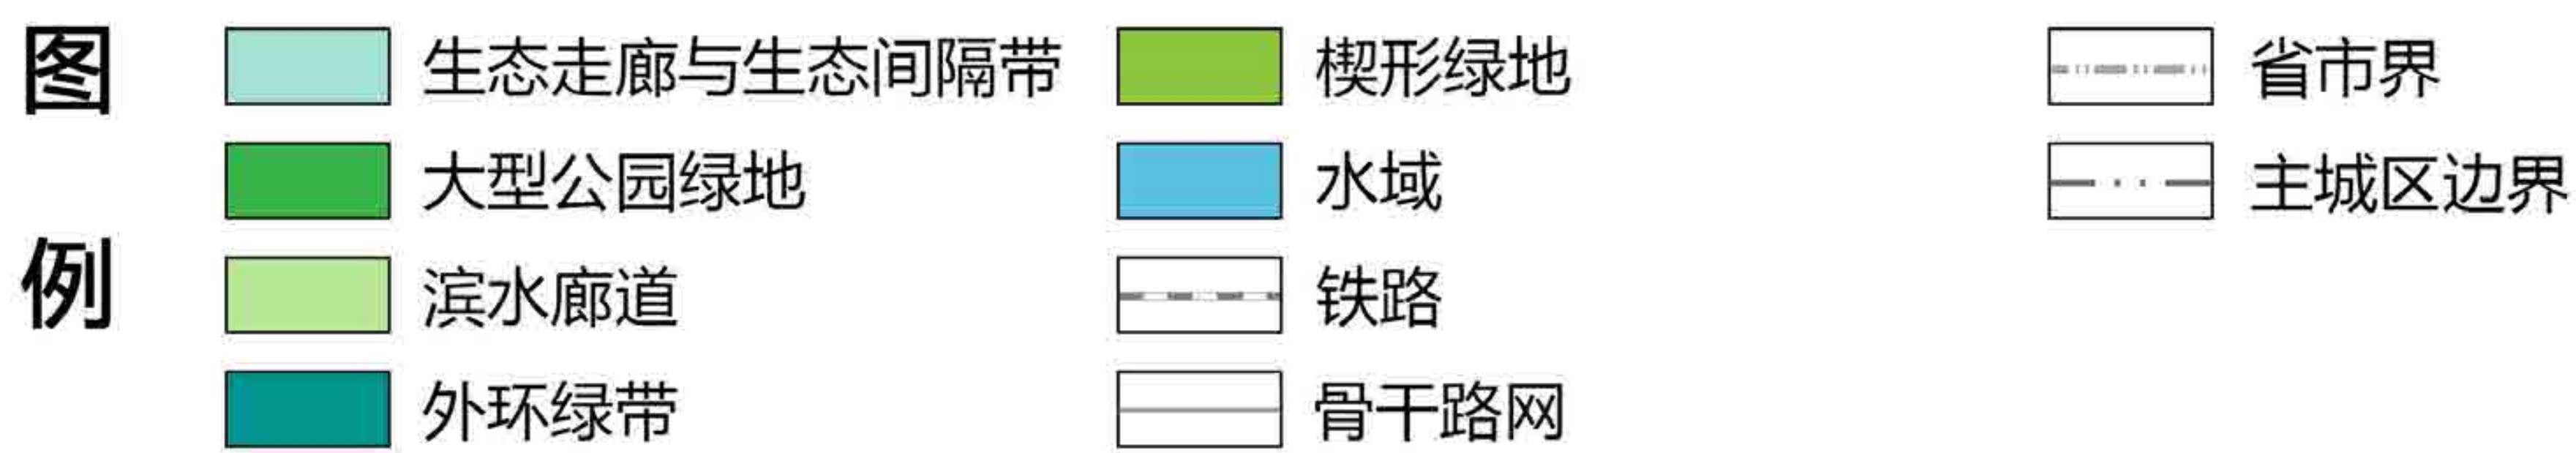 图例
生态走廊与生态间隔带
大型公园绿地
滨水廊道
外环绿带
楔形绿地
水域
铁路
骨干路网
省市界
主城区边界